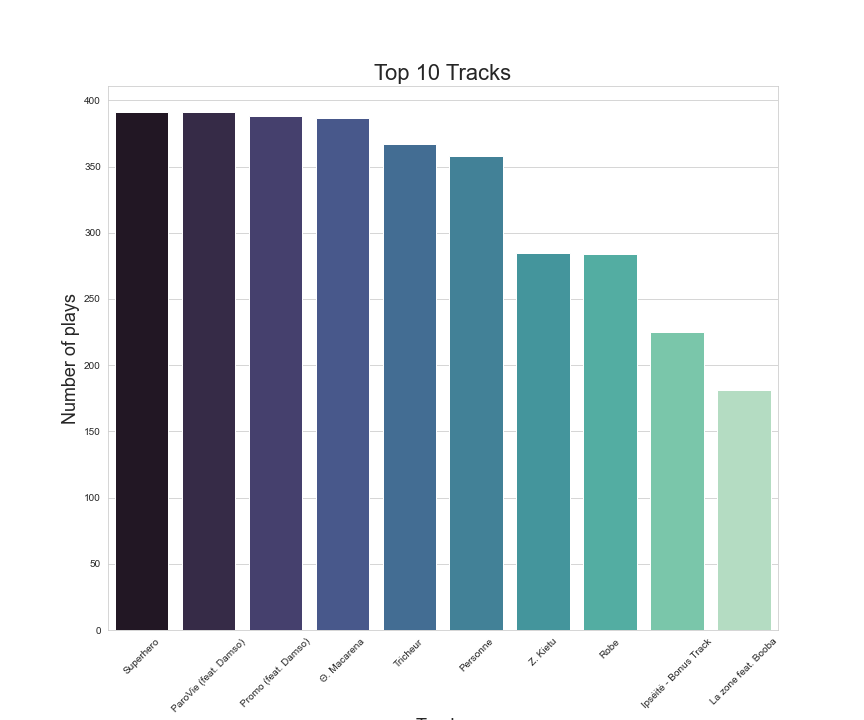 Top 10 Tracks
Number of plays
400
350
300
250
200
150
100
50
0
Superhero
ParoVie (feat. Damso)
Promo (feat. Damso)
Θ. Macarena
Tricheur
Personne
Z. Kietu
Robe
Ipséité - Bonus Track
La zone feat. Booba